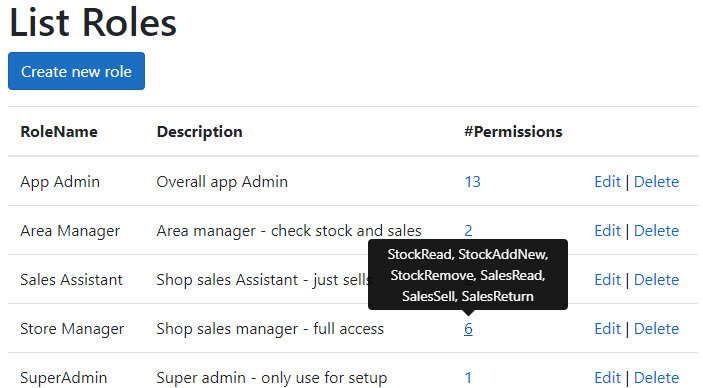 List Roles
Create new role
RoleName Description #Permissions
App Admin Overall app Admin 13 Edit | Delete
Area Manager Area manager - check stock and sales 2 Edit | Delete
StockRead, StockAddNew,
StockRemove, SalesRead,
SalesSell, SalesReturn
Sales Assistant Shop sales Assistant - just sells Edit | Delete
Store Manager Shop sales manager - full access 6 Edit | Delete
SuperAdmin Super admin - only use for setup 1 Edit | Delete